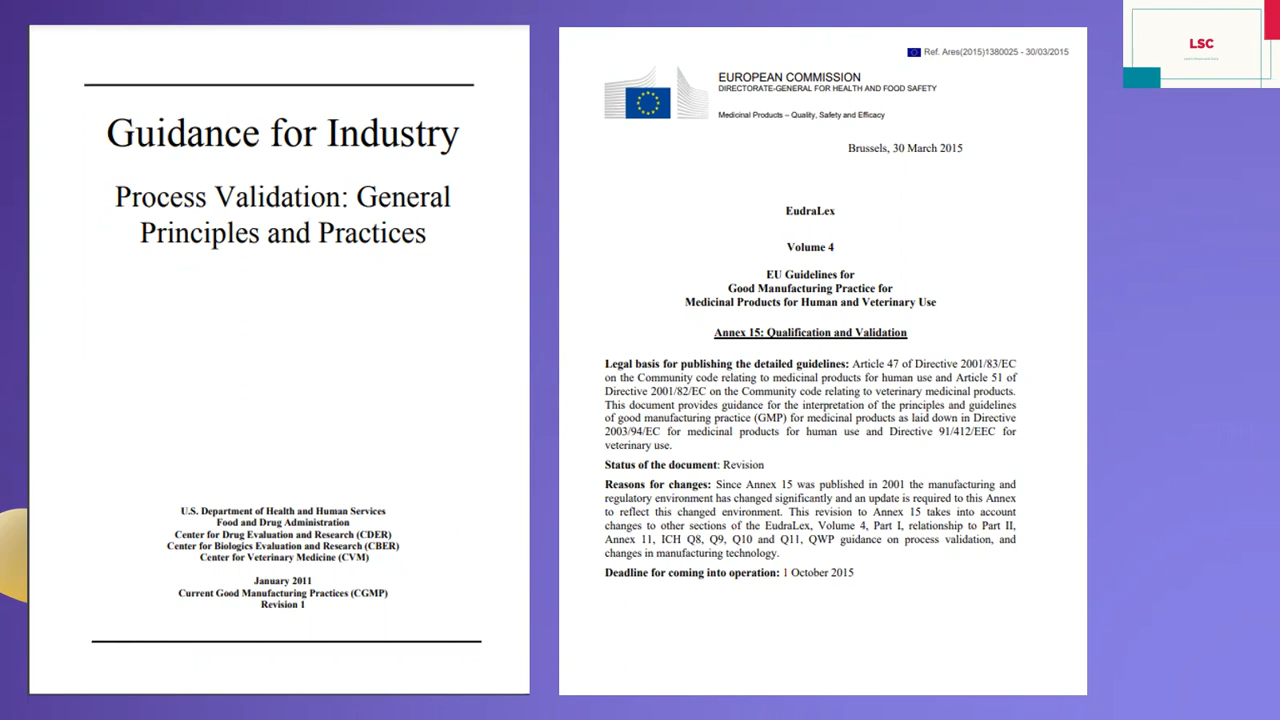 Guidance for Industry
Process Validation: General
Principles and Practices
U.S. Department of Health and Human Services
Food and Drug Administration
Center for Drug Evaluation and Research (CDER)
Center for Biologics Evaluation and Research (CBER)
Center for Veterinary Medicine (CVM)
January 2011
Current Good Manufacturing Practices (CGMP)
Revision 1
Ref. Ares(2015)1380025 - 30/03/2015
EUROPEAN COMMISSION
DIRECTORATE-GENERAL FOR HEALTH AND FOOD SAFETY
Medicinal Products – Quality, Safety and Efficacy
Brussels, 30 March 2015
EudraLex
Volume 4
EU Guidelines for
Good Manufacturing Practice for
Medicinal Products for Human and Veterinary Use
Annex 15: Qualification and Validation
Legal basis for publishing the detailed guidelines: Article 47 of Directive 2001/83/EC
on the Community code relating to medicinal products for human use and Article 51 of
Directive 2001/82/EC on the Community code relating to veterinary medicinal products.
This document provides guidance for the interpretation of the principles and guidelines
of good manufacturing practice (GMP) for medicinal products as laid down in Directive
2003/94/EC for medicinal products for human use and Directive 91/412/EEC for
veterinary use.
Status of the document: Revision
Reasons for changes: Since Annex 15 was published in 2001 the manufacturing and
regulatory environment has changed significantly and an update is required to this Annex
to reflect this changed environment. This revision to Annex 15 takes into account
changes to other sections of the EudraLex, Volume 4, Part I, relationship to Part II,
Annex 11, ICH Q8, Q9, Q10 and Q11, QWP guidance on process validation, and
changes in manufacturing technology.
Deadline for coming into operation: 1 October 2015
LSC